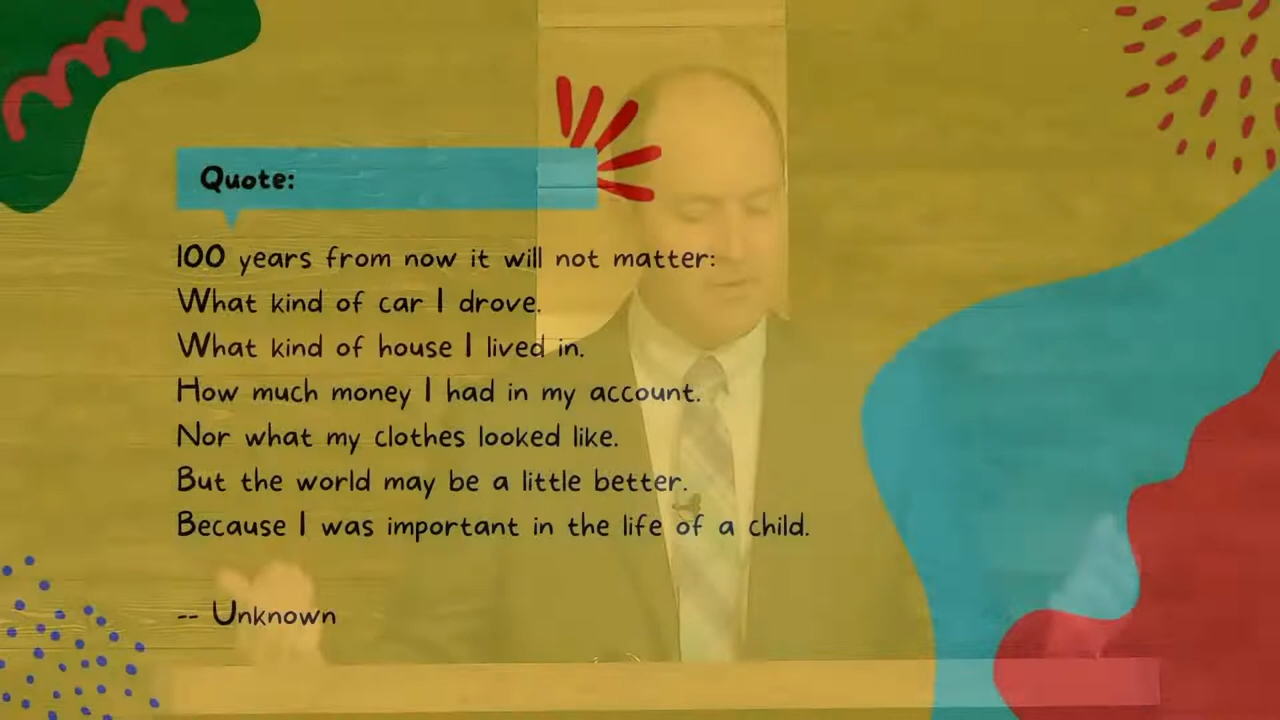 Quote:
100 years from now it will not matter:
What kind of car I drove.
What kind of house I lived in.
How much money I had in my account.
Nor what my clothes looked like.
But the world may be a little better.
Because I was important in the life of a child.
-- Unknown